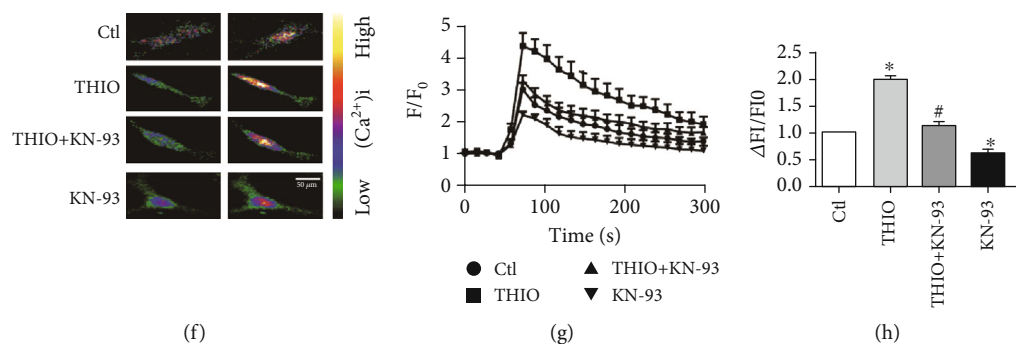 Ctl
THIO
THIO+KN-93
KN-93
50 μm
High
(Ca²⁺)i
Low
F/F₀
5
4
3
2
1
0
0
100
200
300
Time (s)
Ctl
THIO+KN-93
THIO
KN-93
ΔFI/FI0
2.5
2.0
1.0
0.5
0.0
*
#
*
Ctl
THIO
THIO+KN-93
KN-93
(f)
(g)
(h)